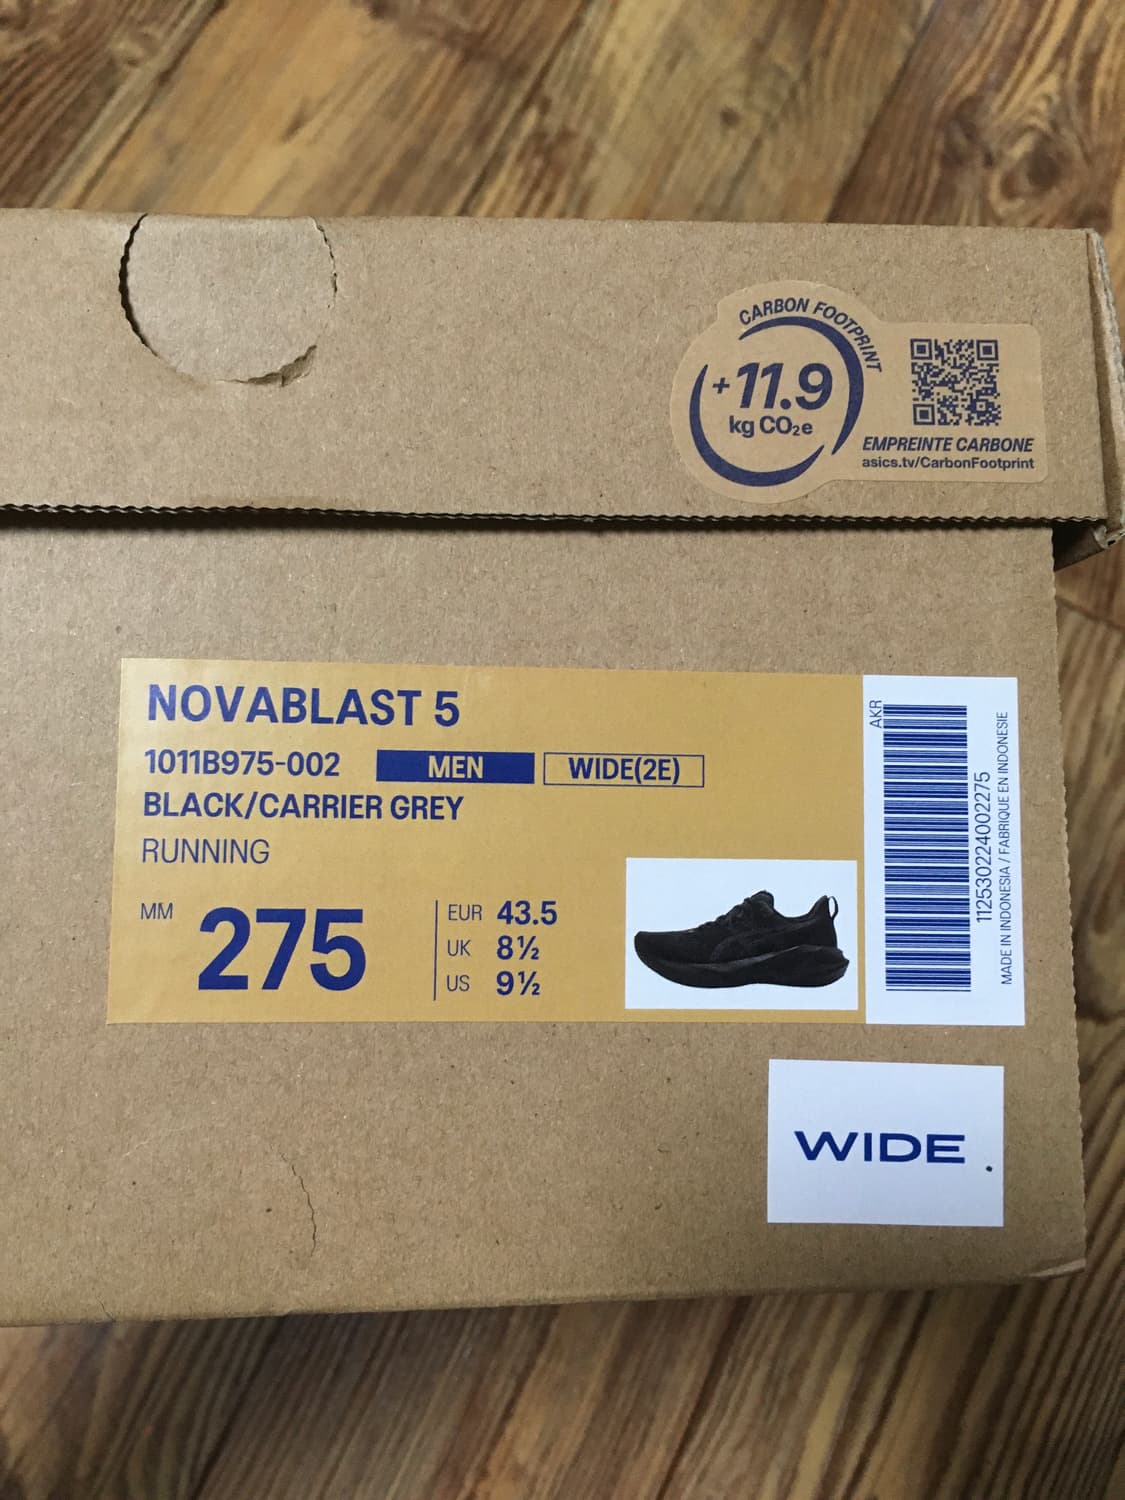 CARBON FOOTPRINT
+11.9
kg CO₂e
EMPREINTE CARBONE
asics.tv/CarbonFootprint
NOVABLAST 5
1011B975-002 MEN WIDE(2E)
BLACK/CARRIER GREY
RUNNING
MM 275
EUR 43.5
UK 8½
US 9½
AKR
1125302224002275
MADE IN INDONESIA / FABRIQUE EN INDONESIE
WIDE